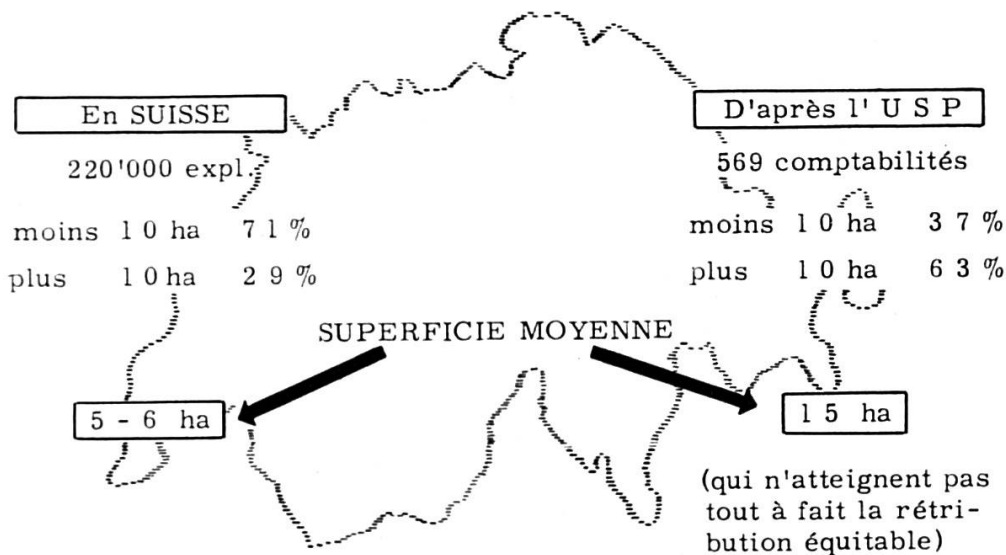 En SUISSE
220'000 expl.
moins 10 ha 71 %
plus 10 ha 29 %
D'après l' U S P
569 comptabilités
moins 10 ha 37 %
plus 10 ha 63 %
SUPERFICIE MOYENNE
5 - 6 ha
15 ha
(qui n'atteignent pas
tout à fait la rétri-
bution équitable)